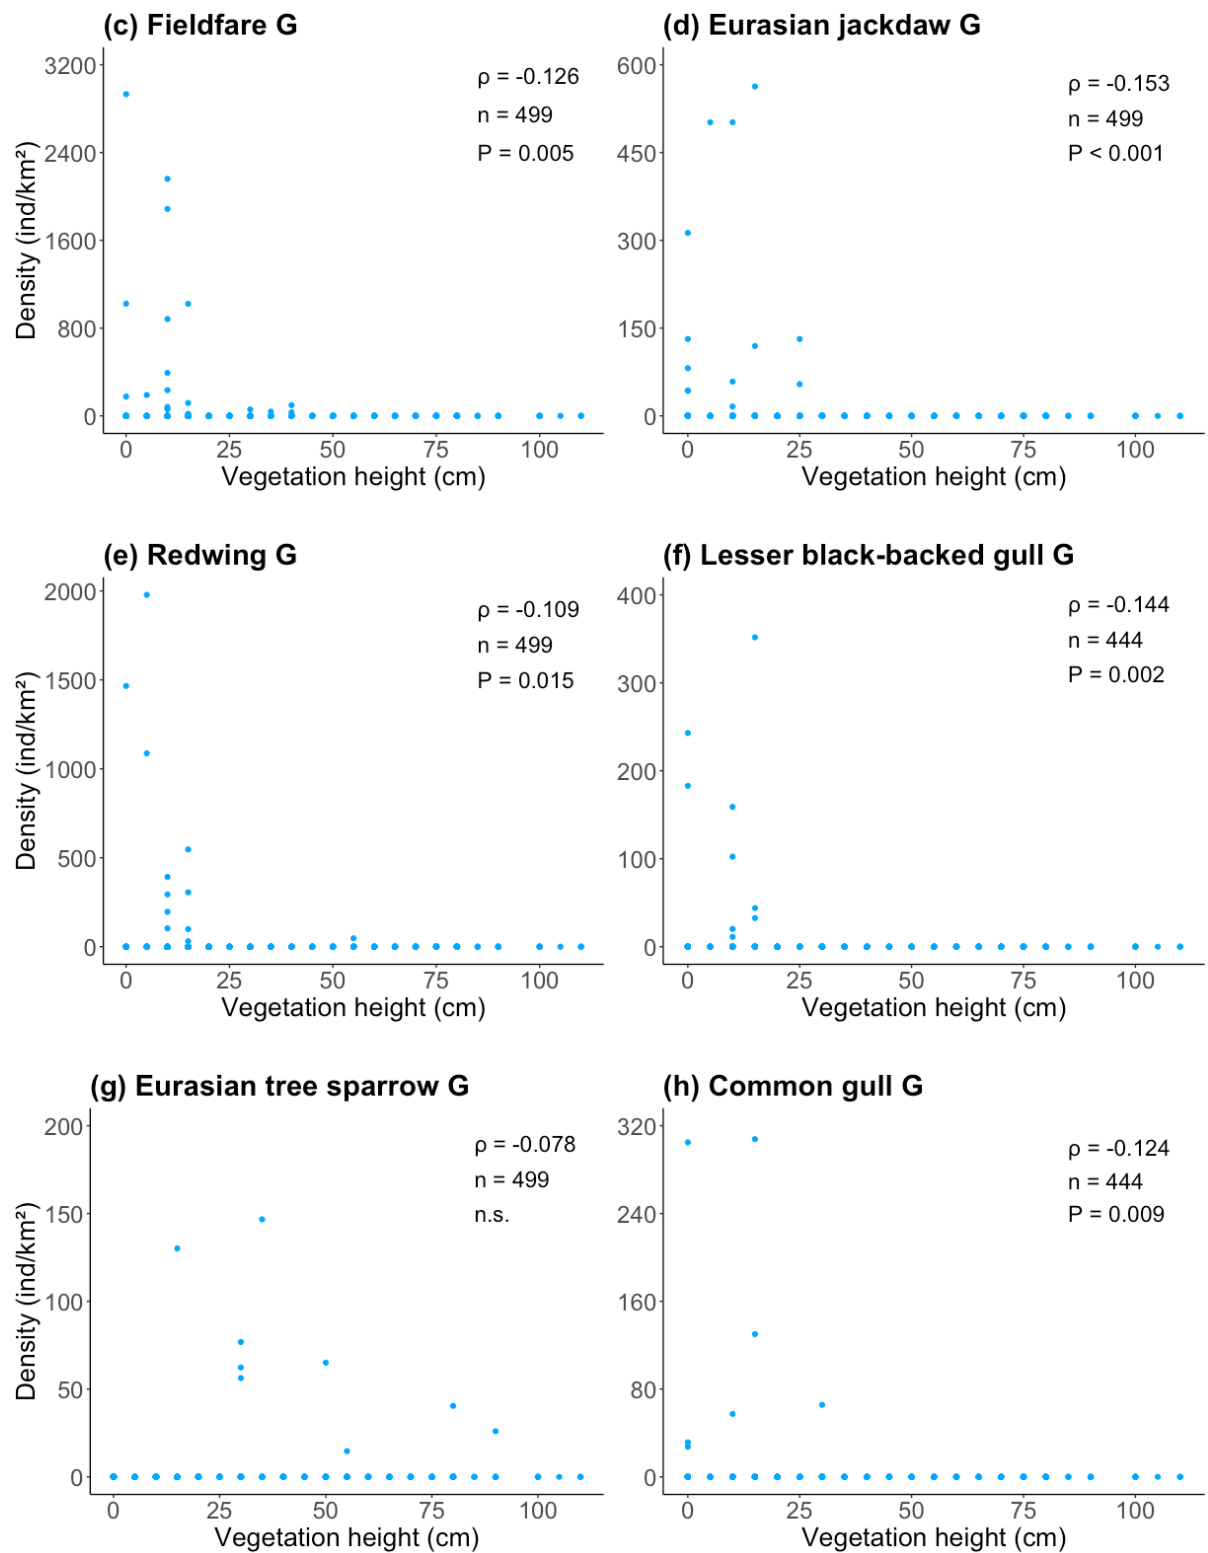 (c) Fieldfare G
3200
2400
1600
800
0
Density (ind/km²)
ρ = -0.126
n = 499
P = 0.005
0 25 50 75 100
Vegetation height (cm)
(d) Eurasian jackdaw G
600
450
300
150
0
ρ = -0.153
n = 499
P < 0.001
0 25 50 75 100
Vegetation height (cm)
(e) Redwing G
2000
1500
1000
500
0
Density (ind/km²)
ρ = -0.109
n = 499
P = 0.015
0 25 50 75 100
Vegetation height (cm)
(f) Lesser black-backed gull G
400
300
200
100
0
ρ = -0.144
n = 444
P = 0.002
0 25 50 75 100
Vegetation height (cm)
(g) Eurasian tree sparrow G
200
150
100
50
0
Density (ind/km²)
ρ = -0.078
n = 499
n.s.
0 25 50 75 100
Vegetation height (cm)
(h) Common gull G
320
240
160
80
0
ρ = -0.124
n = 444
P = 0.009
0 25 50 75 100
Vegetation height (cm)